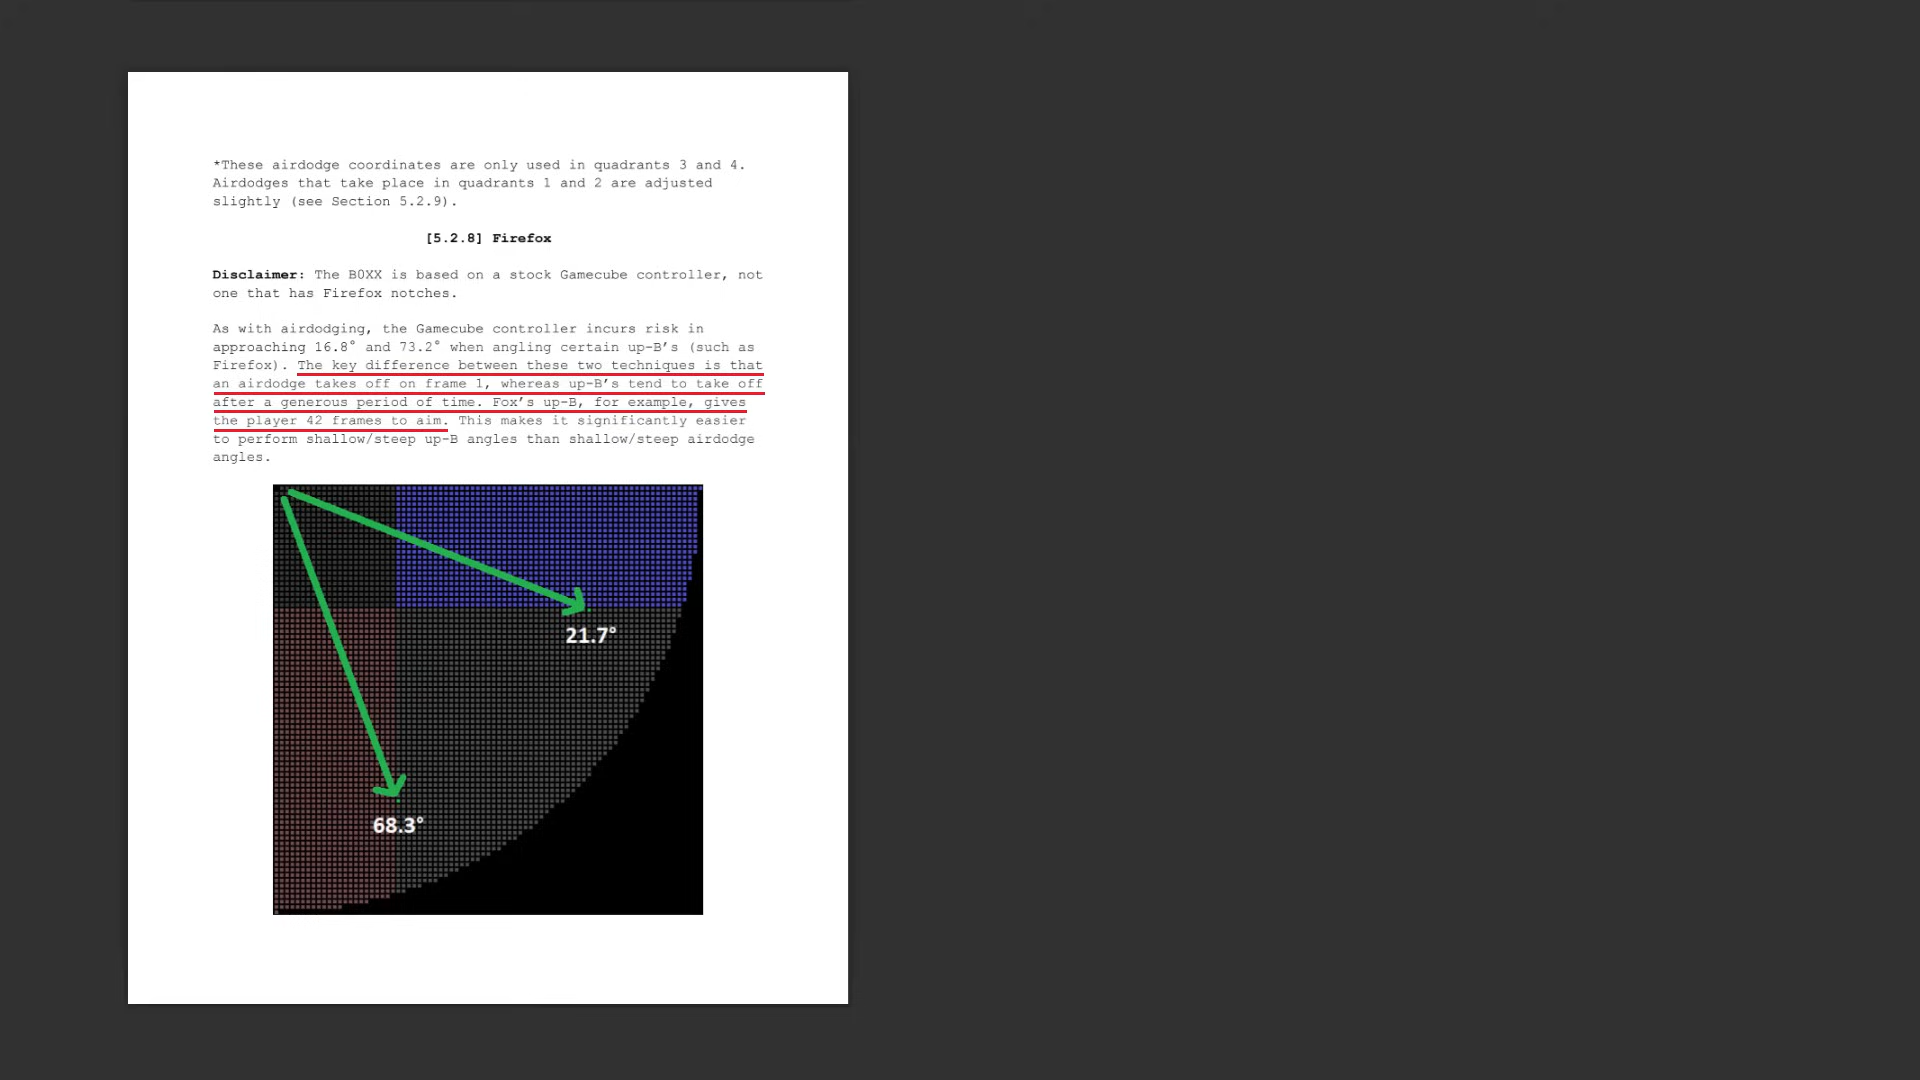 *These airdodge coordinates are only used in quadrants 3 and 4.
Airdodges that take place in quadrants 1 and 2 are adjusted
slightly (see Section 5.2.9).
[5.2.8] Firefox
Disclaimer: The B0XX is based on a stock Gamecube controller, not
one that has Firefox notches.
As with airdodging, the Gamecube controller incurs risk in
approaching 16.8° and 73.2° when angling certain up-B’s (such as
Firefox). The key difference between these two techniques is that
an airdodge takes off on frame 1, whereas up-B’s tend to take off
after a generous period of time. Fox’s up-B, for example, gives
the player 42 frames to aim. This makes it significantly easier
to perform shallow/steep up-B angles than shallow/steep airdodge
angles.
21.7°
68.3°